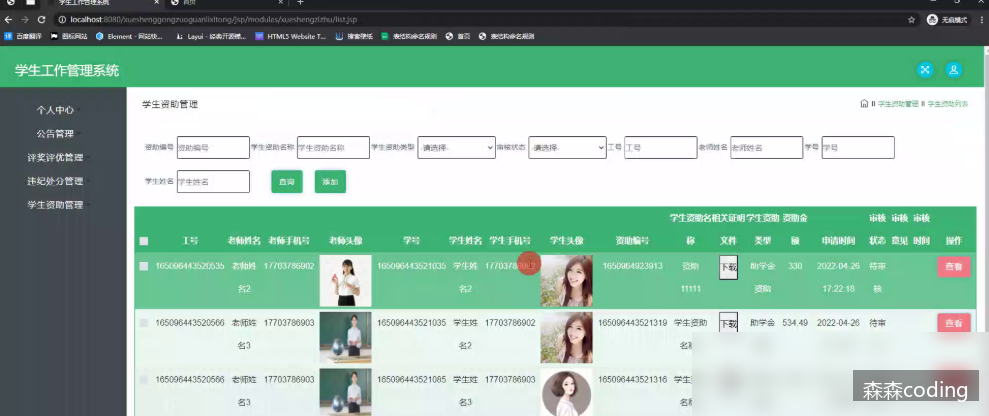 首页
localhost:8080/xueshenggongzuoguanlixitong/jsp/modules/xueshengzizhu/list.jsp
无痕模式
百度翻译 图标网站 Element - 网站快... Layui - 经典开源模... HTML5 Website T... 搜索壁纸 表结构命名规则 首页 表结构命名规则
学生工作管理系统
个人中心
公告管理
评奖评优管理
违纪处分管理
学生资助管理
学生资助管理
学生资助管理 学生资助列表
资助编号 资助编号 学生资助名称 学生资助名称 学生资助类型 -请选择- 审核状态 -请选择- 工号 工号 老师姓名 老师姓名 学号 学号
学生姓名 学生姓名 查询 添加
工号 老师姓名 老师手机号 老师头像 学号 学生姓名 学生手机号 学生头像 资助编号 学生资助名称 相关证明文件 学生资助类型 资助金额 申请时间 审核状态 审核意见 审核时间 操作
165096443520535 老师姓名2 17703786902 165096443521035 学生姓名2 17703786902 1650964923913 资助11111 下载 助学金资助 330 2022-04-26 17:22:18 待审核 查看
165096443520566 老师姓名3 17703786903 165096443521035 学生姓名2 17703786902 165096443521319 学生资助名称 下载 助学金 534.49 2022-04-26 待审 查看
165096443520566 老师姓名3 17703786903 165096443521085 学生姓名3 17703786903 165096443521316 学生
森森coding